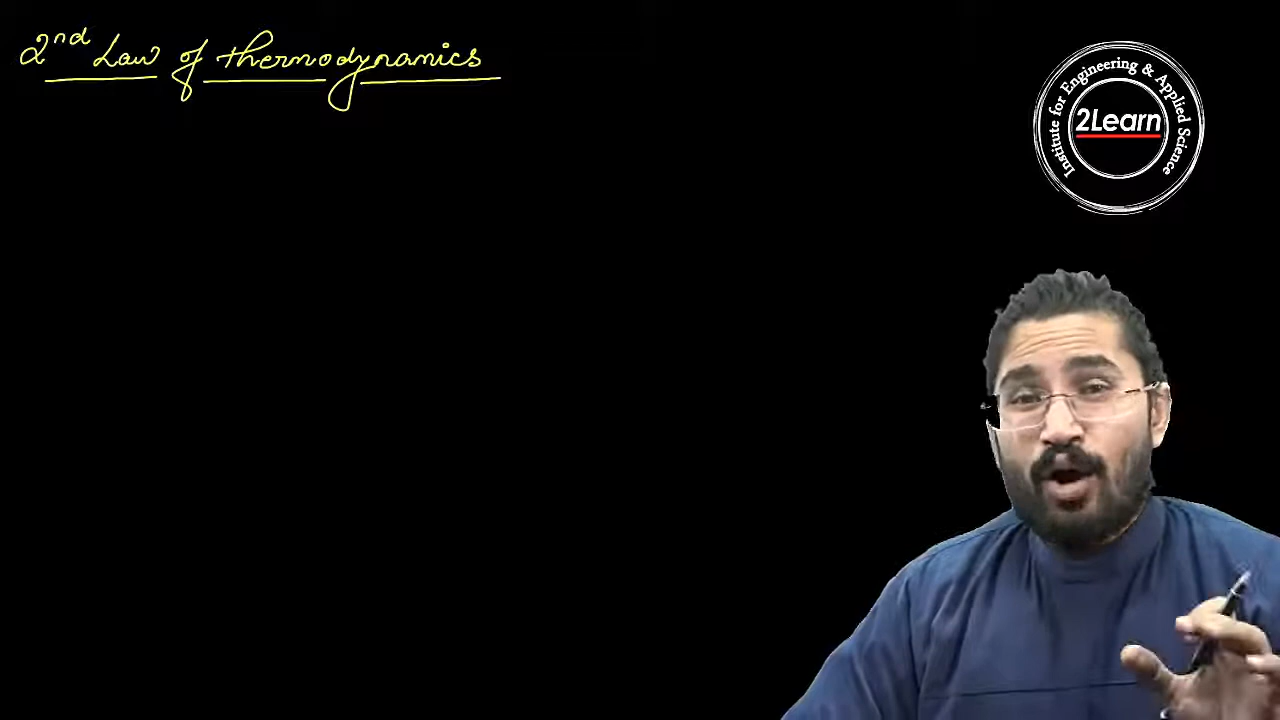 2nd Law of thermodynamics
Institute for Engineering & Applied Science
2Learn